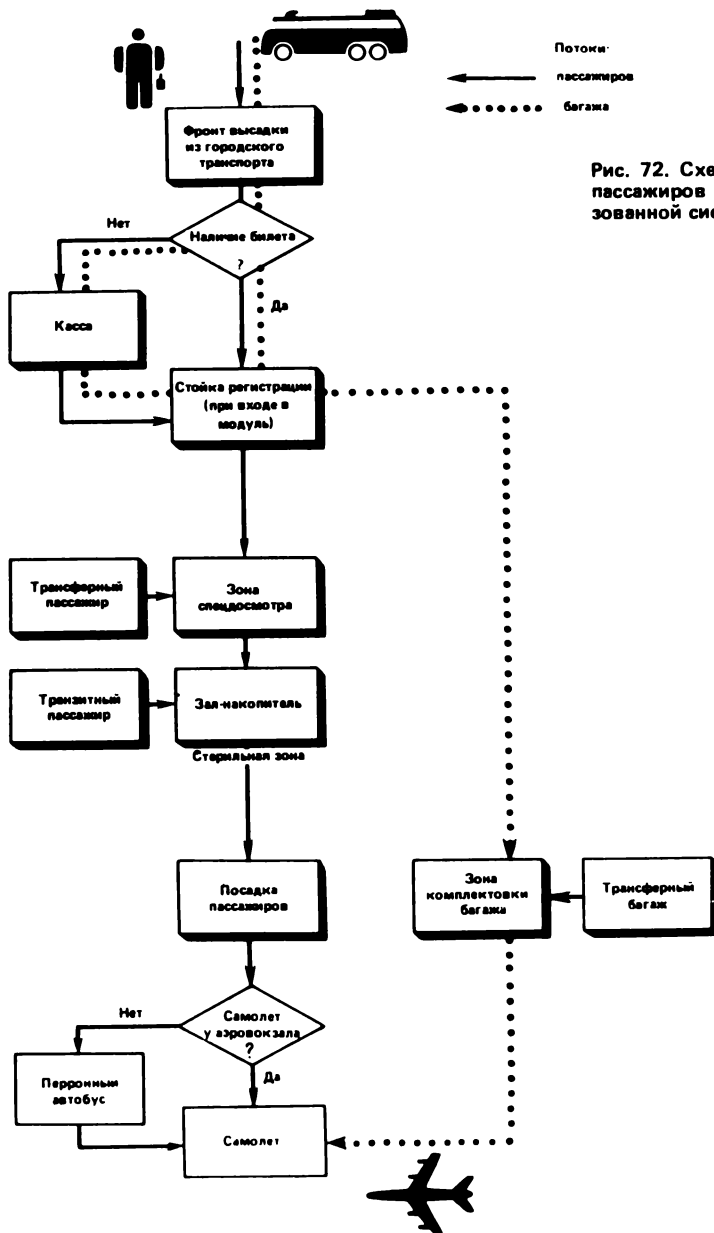 Потоки:
пассажиров
багажа
Фронт высадки
из городского
транспорта
Рис. 72. Схе
пассажиров
зованной сис
Нет
Наличие билета
?
Да
Касса
Стойка регистрации
(при входе в
модуль)
Трансферный
пассажир
Зона
спецдосмотра
Транзитный
пассажир
Зал-накопитель
Стерильная зона
Посадка
пассажиров
Зона
комплектовки
багажа
Трансферный
багаж
Нет
Самолет
у аэровокзала
?
Да
Перронный
автобус
Самолет